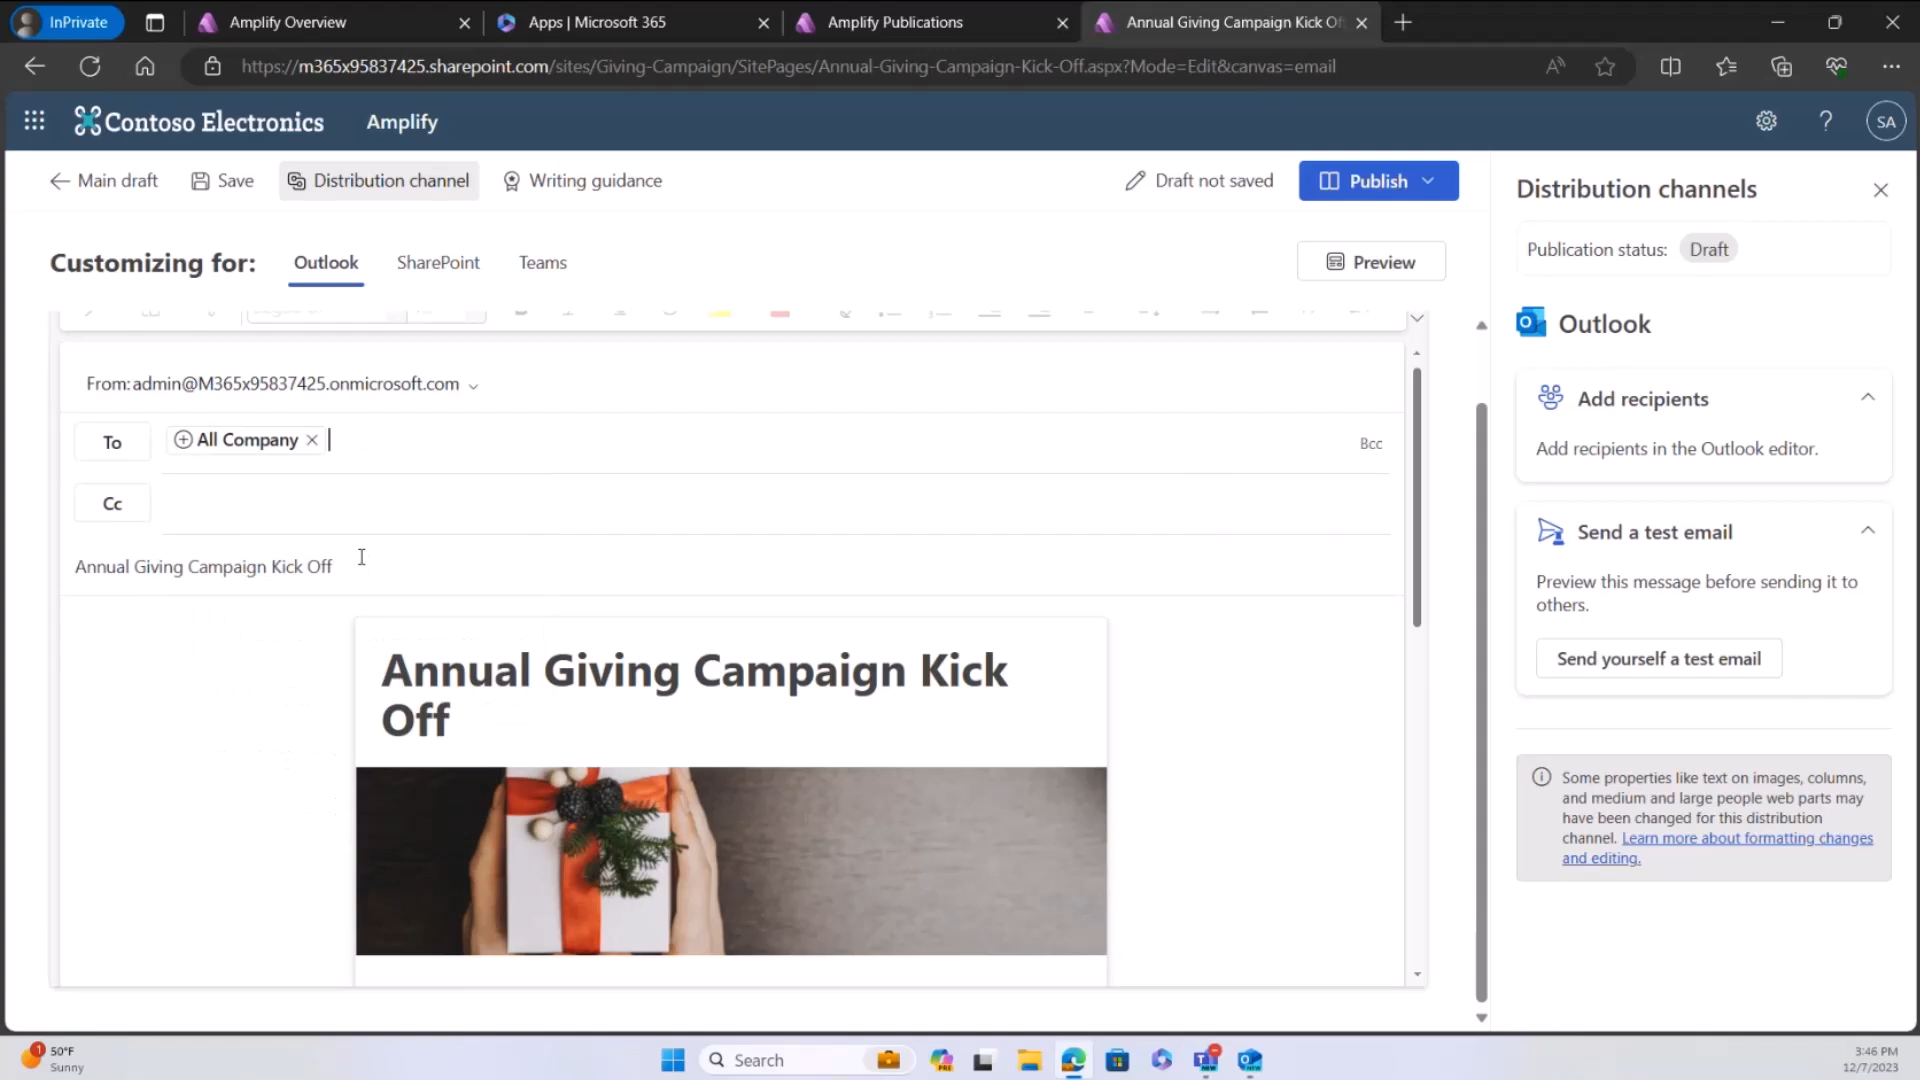 InPrivate
Amplify Overview
Apps | Microsoft 365
Amplify Publications
Annual Giving Campaign Kick Of
https://m365x95837425.sharepoint.com/sites/Giving-Campaign/SitePages/Annual-Giving-Campaign-Kick-Off.aspx?Mode=Edit&canvas=email
Contoso Electronics
Amplify
SA
Main draft
Save
Distribution channel
Writing guidance
Draft not saved
Publish
Customizing for:
Outlook
SharePoint
Teams
Preview
From: admin@M365x95837425.onmicrosoft.com
To
All Company
Bcc
Cc
Annual Giving Campaign Kick Off
Annual Giving Campaign Kick
Off
Distribution channels
Publication status: Draft
Outlook
Add recipients
Add recipients in the Outlook editor.
Send a test email
Preview this message before sending it to
others.
Send yourself a test email
Some properties like text on images, columns,
and medium and large people web parts may
have been changed for this distribution
channel. Learn more about formatting changes
and editing.
1
50°F
Sunny
Search
PRE
NEW
NEW
3:46 PM
12/7/2023